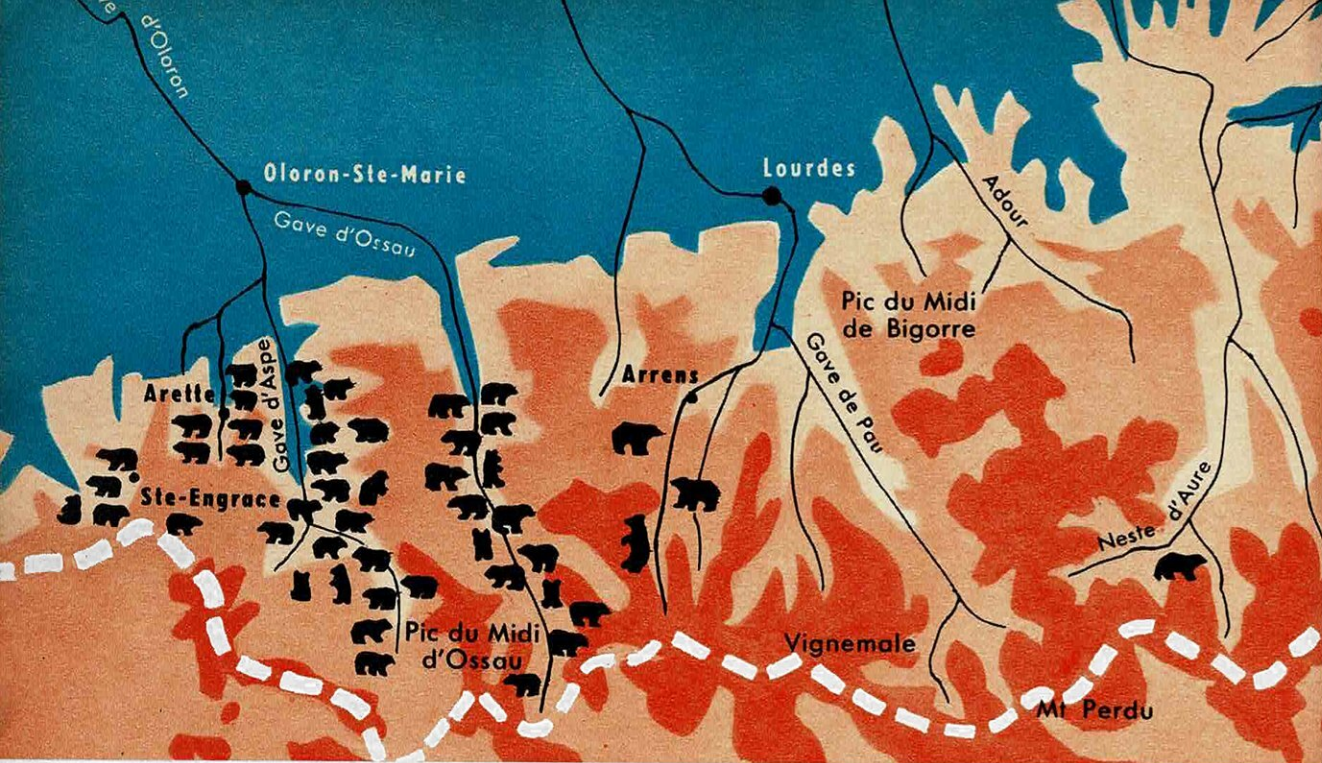 d'Oloron
Oloron-Ste-Marie
Gave d'Ossau
Lourdes
Adour
Pic du Midi
de Bigorre
Gave d'Aspe
Arette
Arrens
Gave de Pau
Ste-Engrace
Neste d'Aure
Pic du Midi
d'Ossau
Vignemale
Mt Perdu